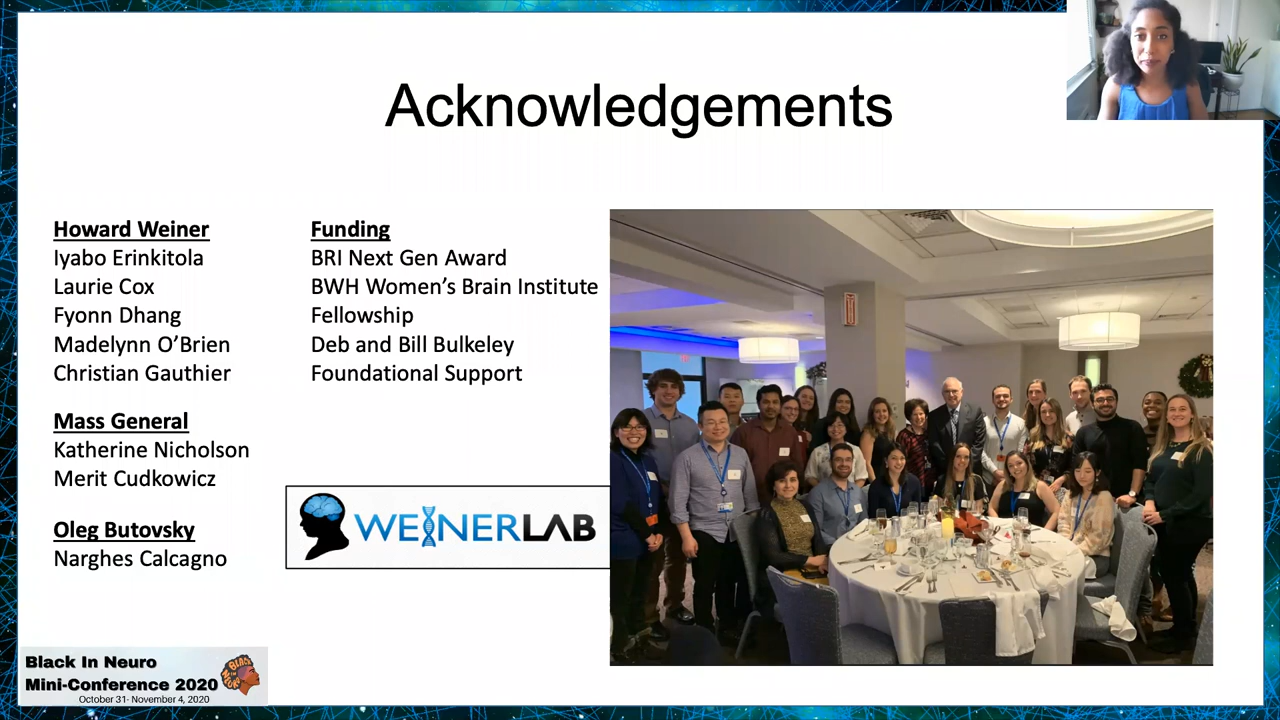 Acknowledgements
Howard Weiner
Iyabo Erinkitola
Laurie Cox
Fyonn Dhang
Madelynn O’Brien
Christian Gauthier
Mass General
Katherine Nicholson
Merit Cudkowicz
Oleg Butovsky
Narghes Calcagno
Funding
BRI Next Gen Award
BWH Women’s Brain Institute
Fellowship
Deb and Bill Bulkeley
Foundational Support
WEINERLAB
Black In Neuro
Mini-Conference 2020
October 31- November 4, 2020